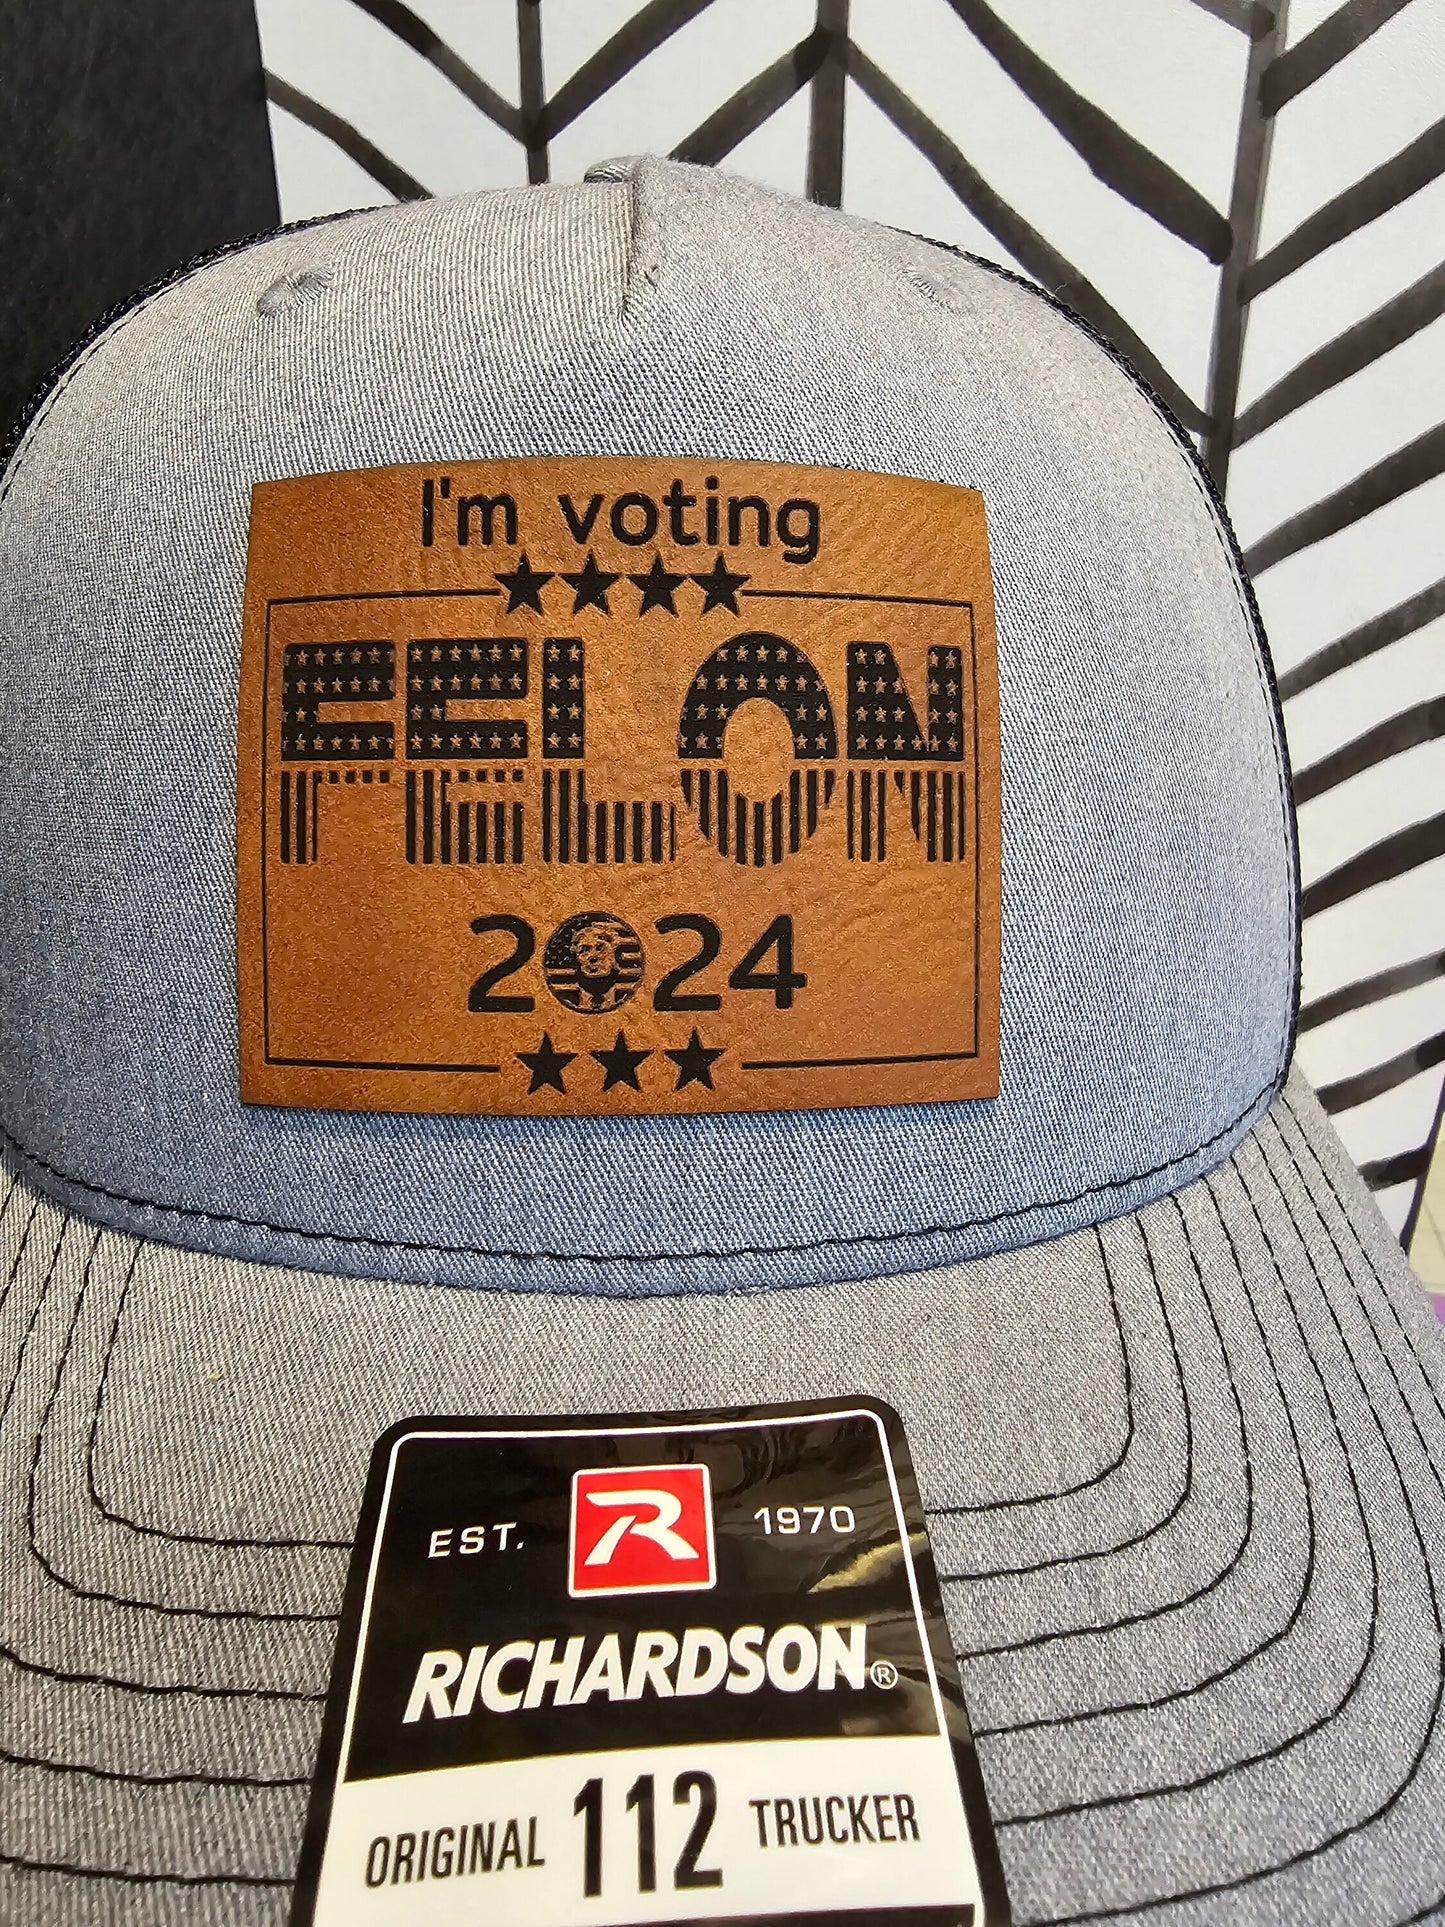 I'm voting
FELON
2024
EST. R 1970
RICHARDSON®
ORIGINAL 112 TRUCKER